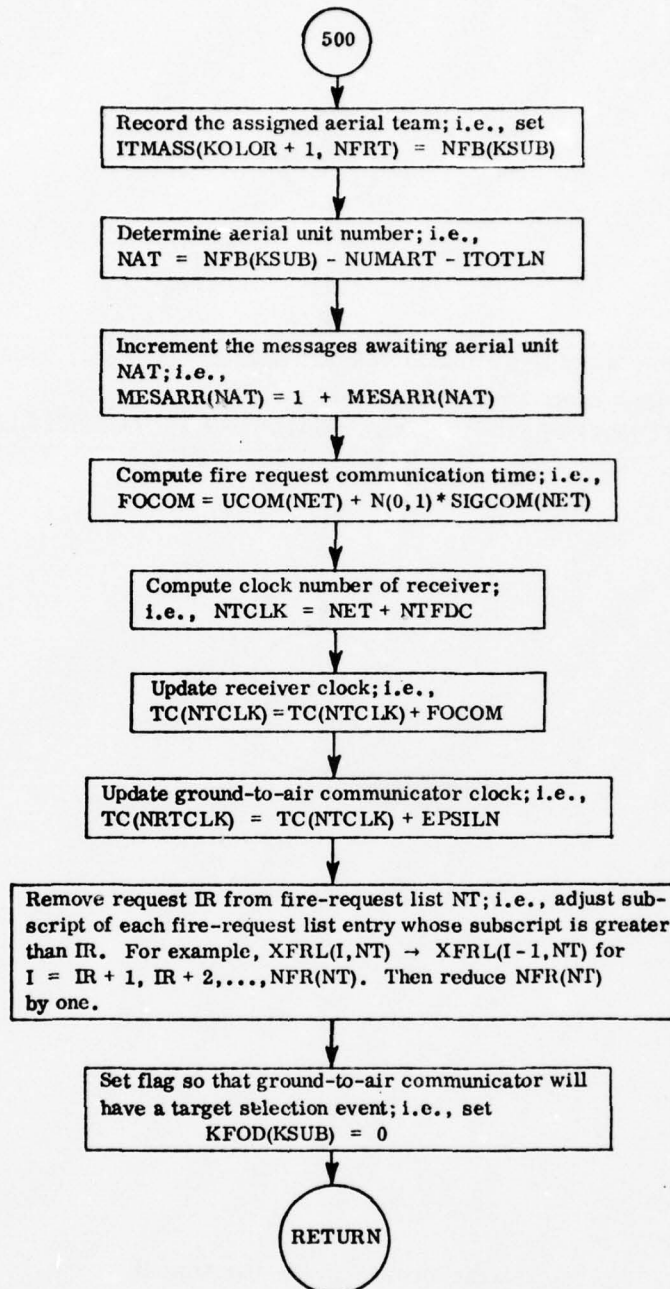 500
Record the assigned aerial team; i.e., set
ITMASS(KOLOR + 1, NFRT) = NFB(KSUB)
Determine aerial unit number; i.e.,
NAT = NFB(KSUB) - NUMART - ITOTLN
Increment the messages awaiting aerial unit
NAT; i.e.,
MESARR(NAT) = 1 + MESARR(NAT)
Compute fire request communication time; i.e.,
FOCOM = UCOM(NET) + N(0, 1) * SIGCOM(NET)
Compute clock number of receiver;
i.e., NTCLK = NET + NTFDC
Update receiver clock; i.e.,
TC(NTCLK) = TC(NTCLK) + FOCOM
Update ground-to-air communicator clock; i.e.,
TC(NRTCLK) = TC(NTCLK) + EPSILN
Remove request IR from fire-request list NT; i.e., adjust sub-
script of each fire-request list entry whose subscript is greater
than IR. For example, XFRL(I, NT) → XFRL(I-1, NT) for
I = IR + 1, IR + 2,..., NFR(NT). Then reduce NFR(NT)
by one.
Set flag so that ground-to-air communicator will
have a target selection event; i.e., set
KFOD(KSUB) = 0
RETURN